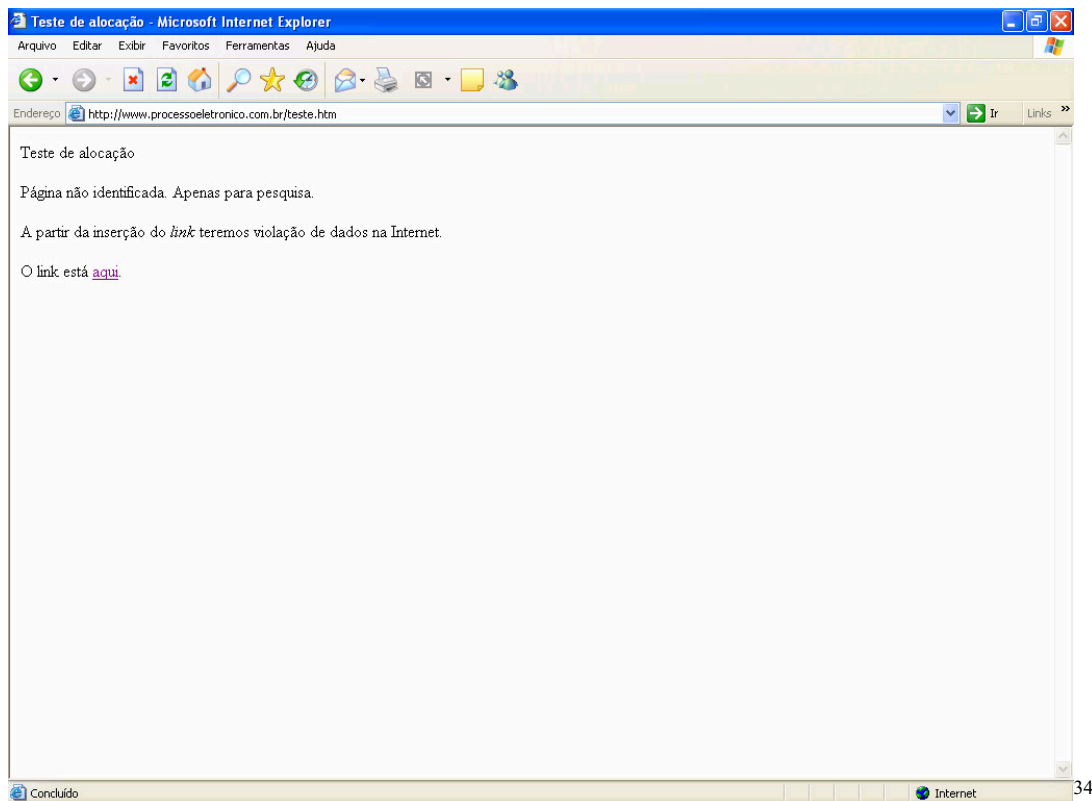 Teste de alocação - Microsoft Internet Explorer
Arquivo Editar Exibir Favoritos Ferramentas Ajuda
Endereço http://www.processoeletronico.com.br/teste.htm Ir Links »
Teste de alocação
Página não identificada. Apenas para pesquisa.
A partir da inserção do link teremos violação de dados na Internet.
O link está aqui.
Concluído Internet
34